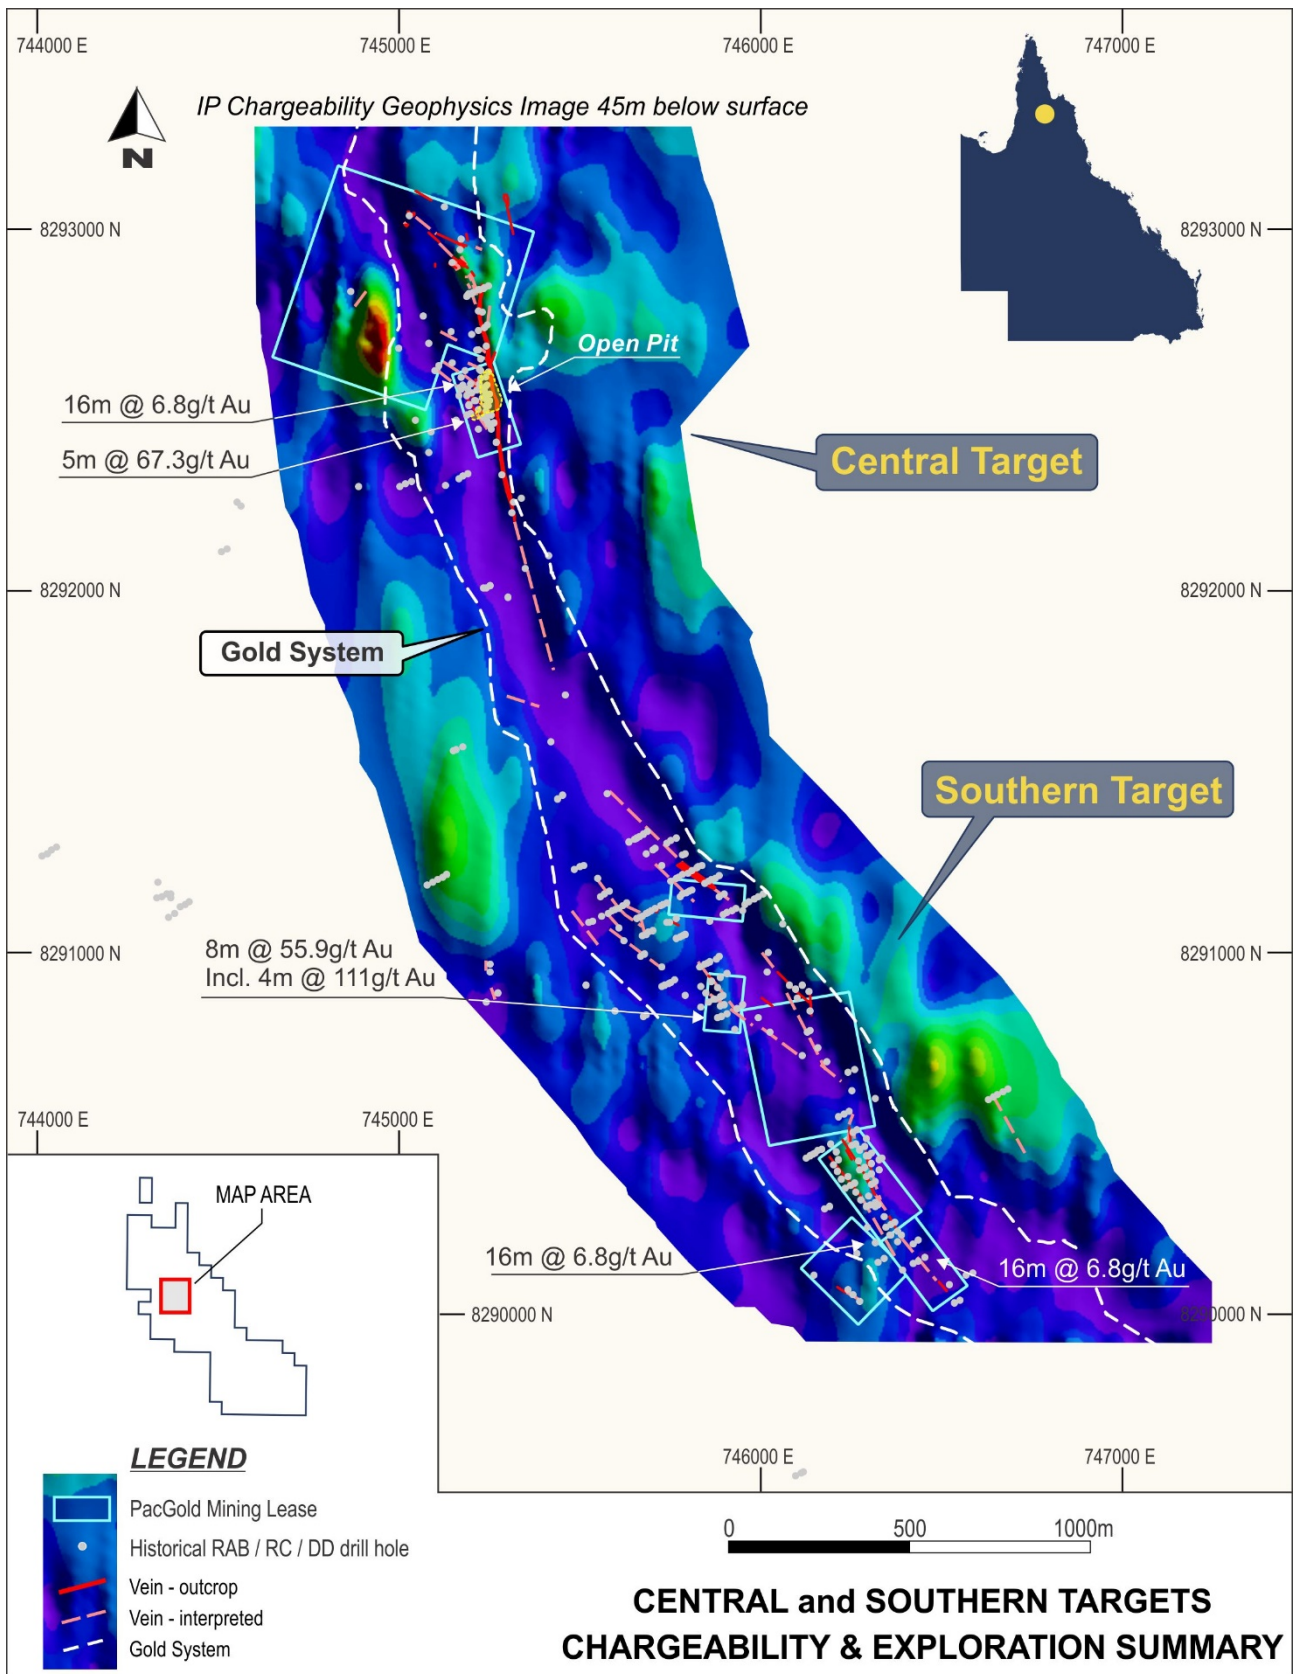 744000 E
745000 E
746000 E
747000 E
IP Chargeability Geophysics Image 45m below surface
N
8293000 N
8293000 N
Open Pit
16m @ 6.8g/t Au
5m @ 67.3g/t Au
Central Target
8292000 N
8292000 N
Gold System
Southern Target
8291000 N
8291000 N
8m @ 55.9g/t Au
Incl. 4m @ 111g/t Au
744000 E
745000 E
MAP AREA
16m @ 6.8g/t Au
16m @ 6.8g/t Au
8290000 N
8290000 N
LEGEND
PacGold Mining Lease
Historical RAB / RC / DD drill hole
Vein - outcrop
Vein - interpreted
Gold System
746000 E
747000 E
0
500
1000m
CENTRAL and SOUTHERN TARGETS
CHARGEABILITY & EXPLORATION SUMMARY